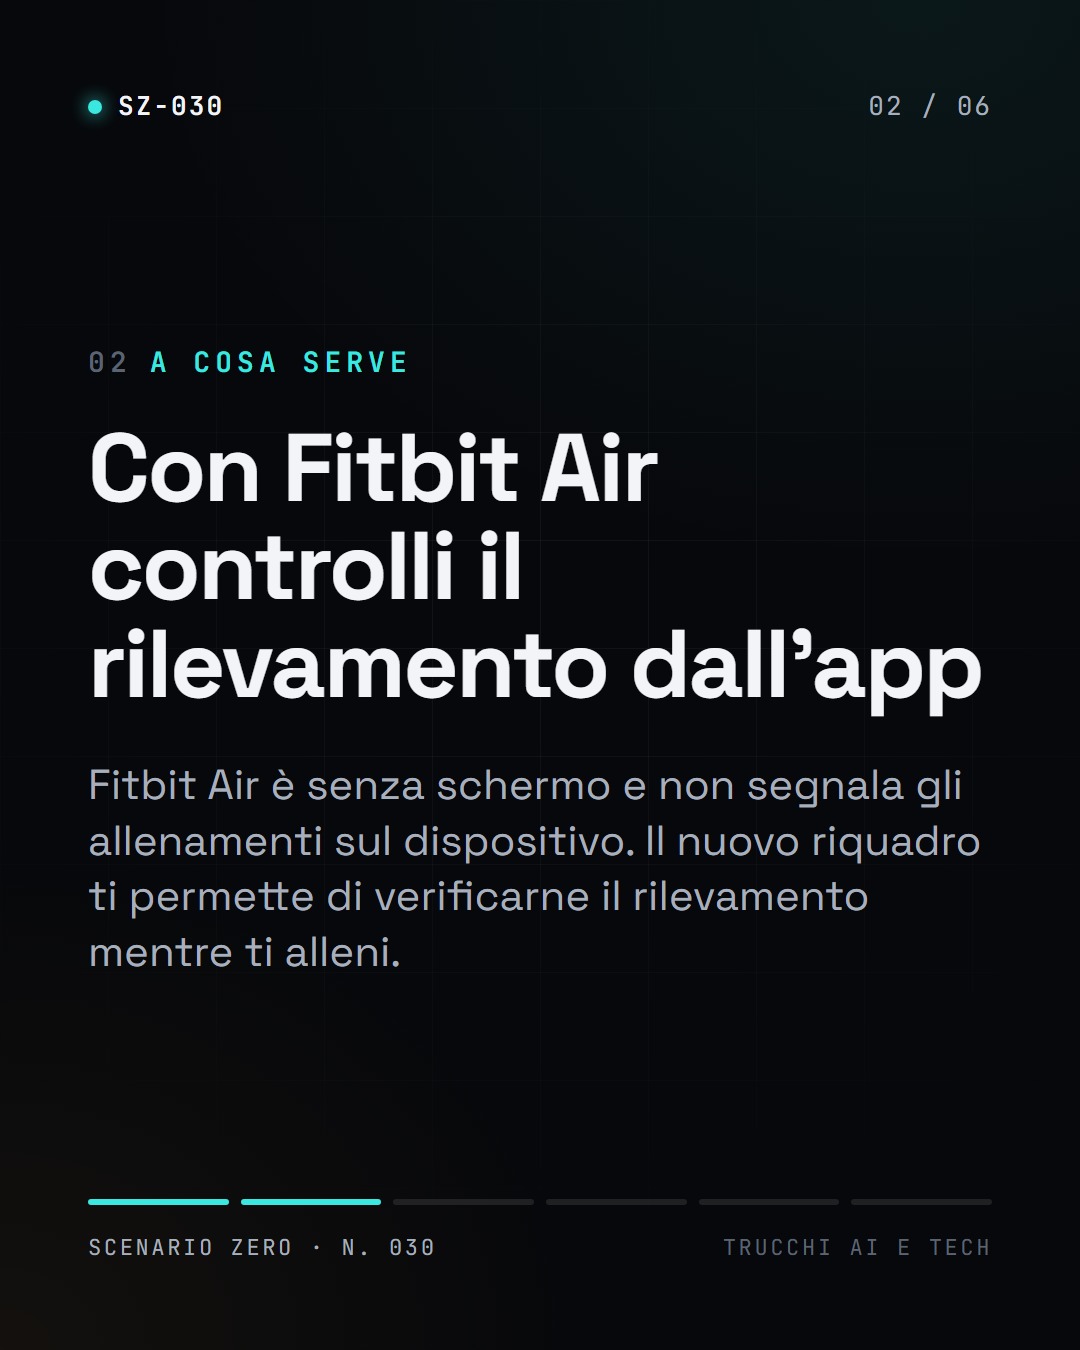 SZ-030
02 / 06
02 A COSA SERVE
Con Fitbit Air
controlli il
rilevamento dall’app
Fitbit Air è senza schermo e non segnala gli
allenamenti sul dispositivo. Il nuovo riquadro
ti permette di verificarne il rilevamento
mentre ti alleni.
SCENARIO ZERO · N. 030
TRUCCHI AI E TECH